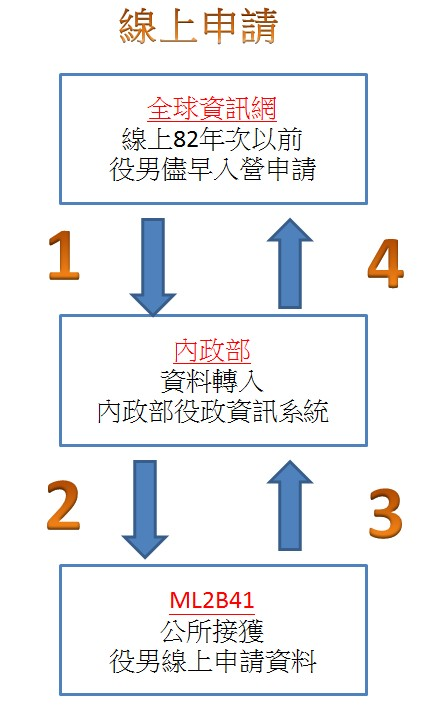 線上申請
全球資訊網
線上82年次以前
役男儘早入營申請
1
4
內政部
資料轉入
內政部役政資訊系統
2
3
ML2B41
公所接獲
役男線上申請資料